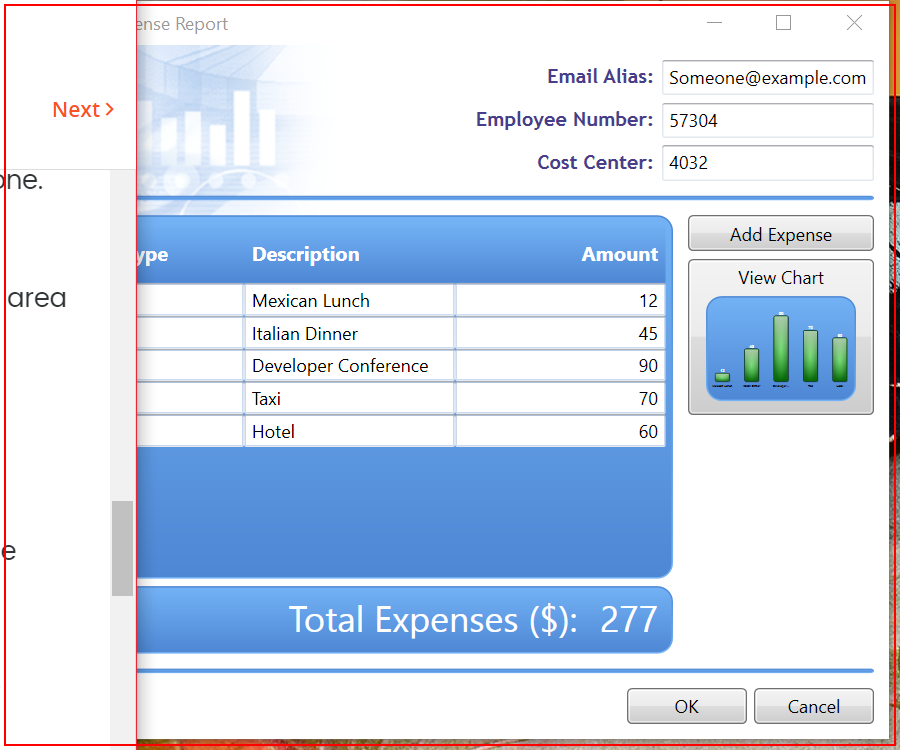 ense Report
Next >
one.
area
e
Email Alias: Someone@example.com
Employee Number: 57304
Cost Center: 4032
ype Description Amount
Mexican Lunch 12
Italian Dinner 45
Developer Conference 90
Taxi 70
Hotel 60
Total Expenses ($): 277
Add Expense
View Chart
OK Cancel